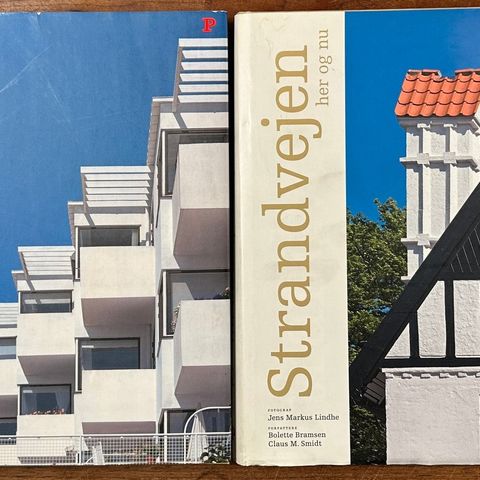 P
Strandvejen
her og nu
FOTOGRAF
Jens Markus Lindhe
FORFATTERE
Bolette Bramsen
Claus M. Smidt